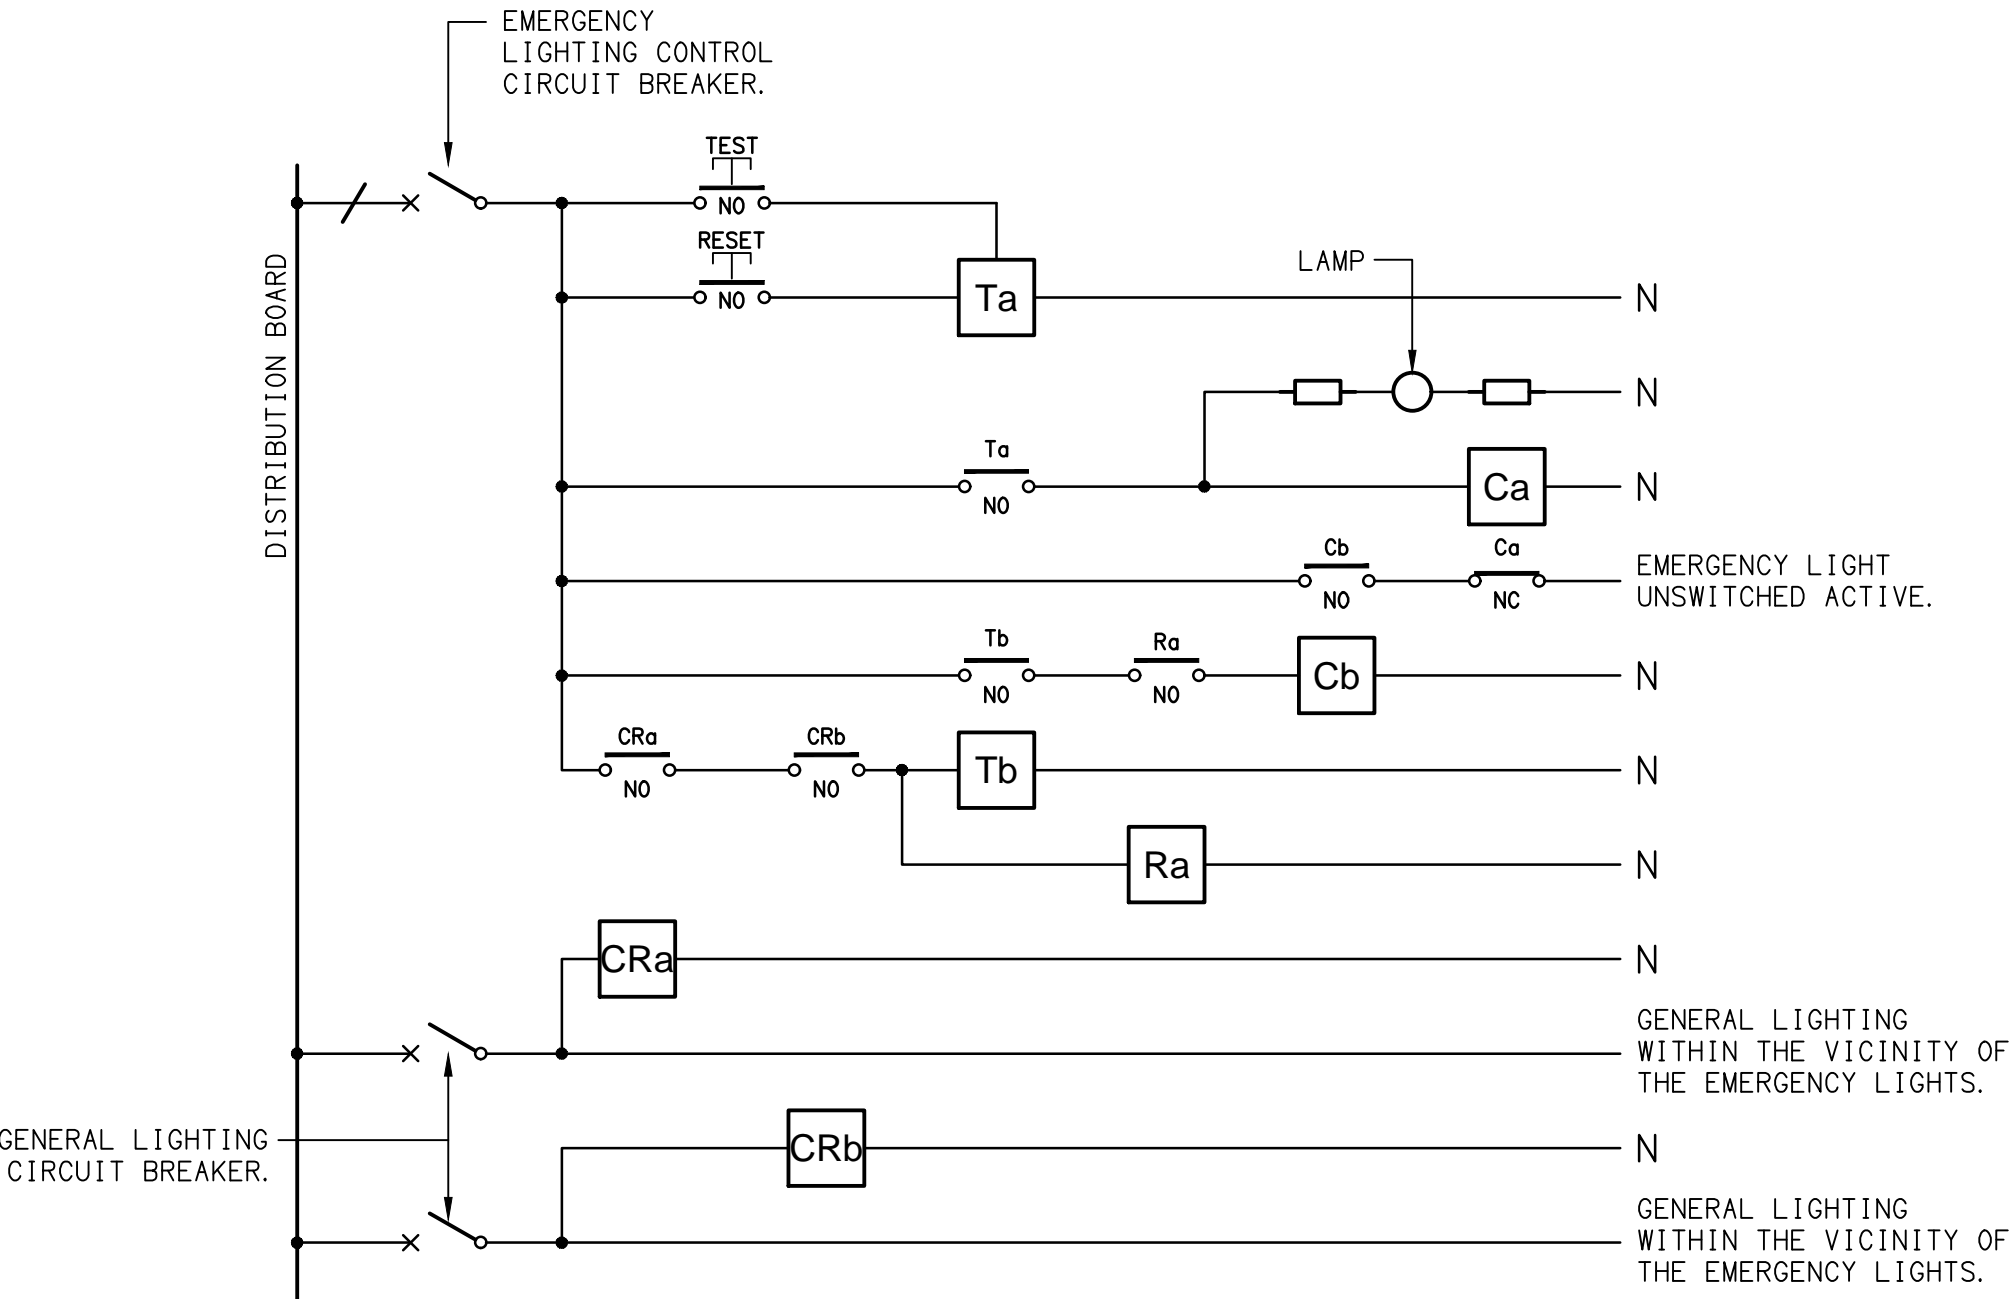 EMERGENCY
LIGHTING CONTROL
CIRCUIT BREAKER.
TEST
NO
RESET
NO
Ta
N
LAMP
N
DISTRIBUTION BOARD
Ta
NO
Ca
N
Cb
NO
Ca
NC
EMERGENCY LIGHT
UNSWITCHED ACTIVE.
Tb
NO
Ra
NO
Cb
N
CRa
NO
CRb
NO
Tb
N
Ra
N
CRa
N
GENERAL LIGHTING
WITHIN THE VICINITY OF
THE EMERGENCY LIGHTS.
GENERAL LIGHTING
CIRCUIT BREAKER.
CRb
N
GENERAL LIGHTING
WITHIN THE VICINITY OF
THE EMERGENCY LIGHTS.